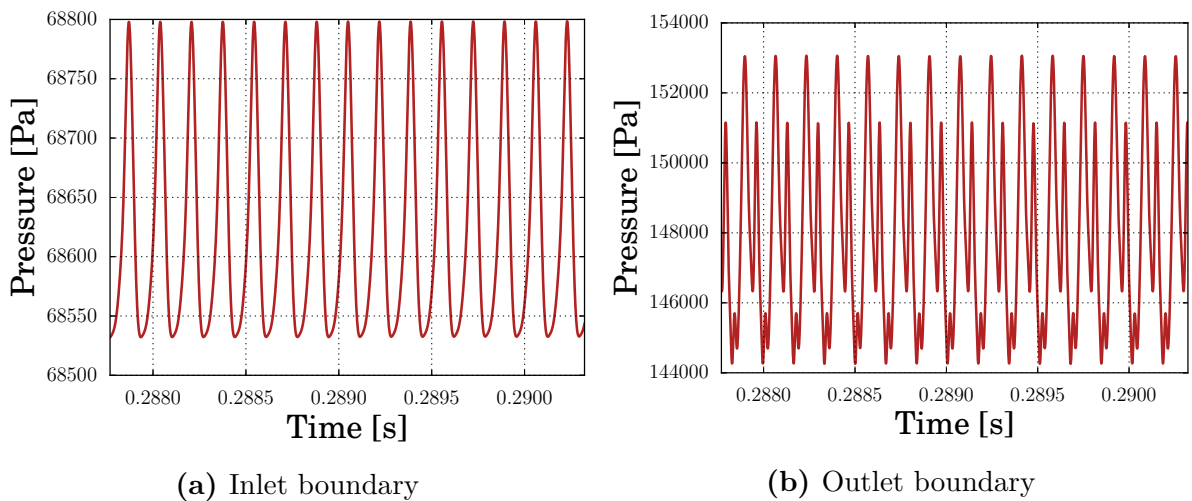 68800
68750
68700
68650
68600
68550
68500
Pressure [Pa]
0.2880 0.2885 0.2890 0.2895 0.2900
Time [s]
(a) Inlet boundary
154000
152000
150000
148000
146000
144000
Pressure [Pa]
0.2880 0.2885 0.2890 0.2895 0.2900
Time [s]
(b) Outlet boundary